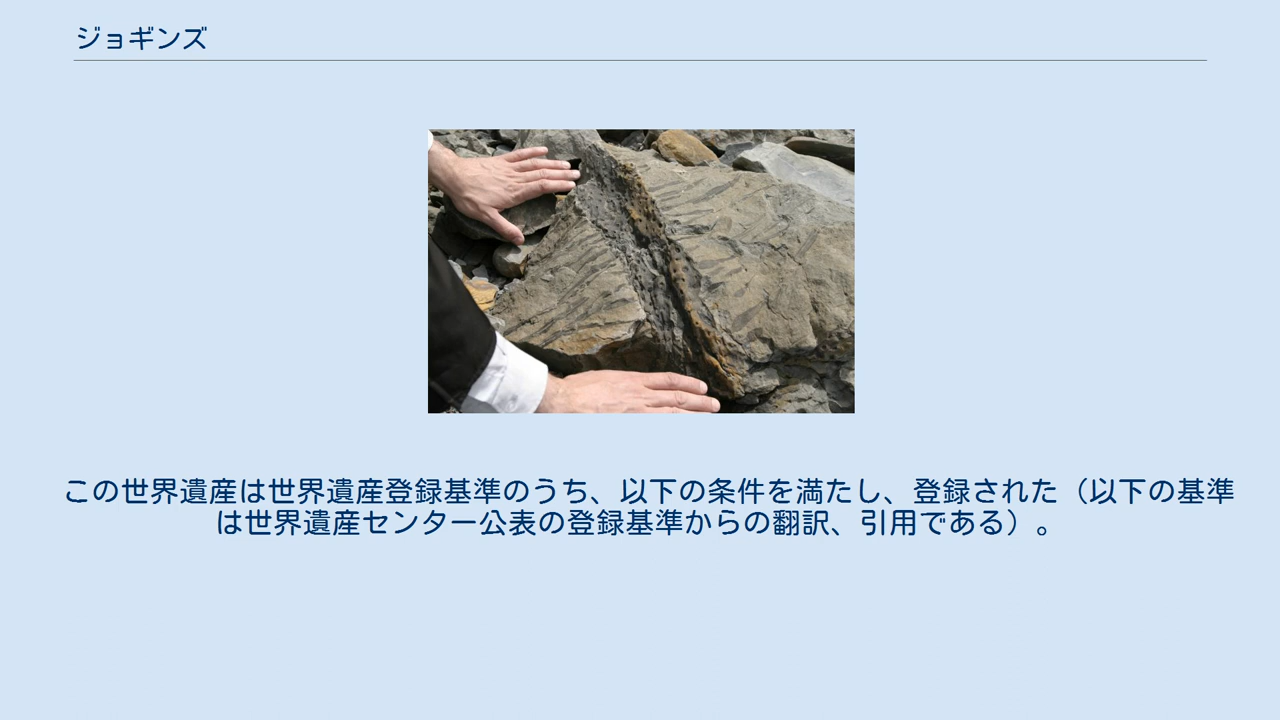 ジョギンズ
この世界遺産は世界遺産登録基準のうち、以下の条件を満たし、登録された（以下の基準
は世界遺産センター公表の登録基準からの翻訳、引用である）。